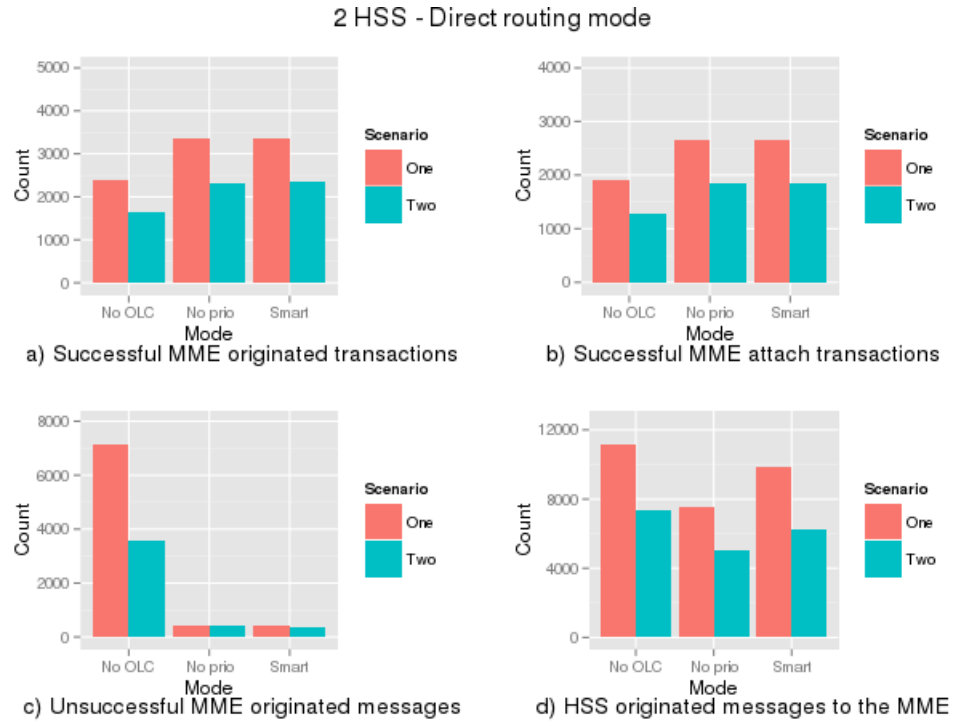 2 HSS - Direct routing mode
5000
4000
3000
2000
1000
0
Count
No OLC No prio Smart
Mode
Scenario
One
Two
a) Successful MME originated transactions
4000
3000
2000
1000
0
Count
No OLC No prio Smart
Mode
Scenario
One
Two
b) Successful MME attach transactions
8000
6000
4000
2000
0
Count
No OLC No prio Smart
Mode
Scenario
One
Two
c) Unsuccessful MME originated messages
12000
8000
4000
0
Count
No OLC No prio Smart
Mode
Scenario
One
Two
d) HSS originated messages to the MME